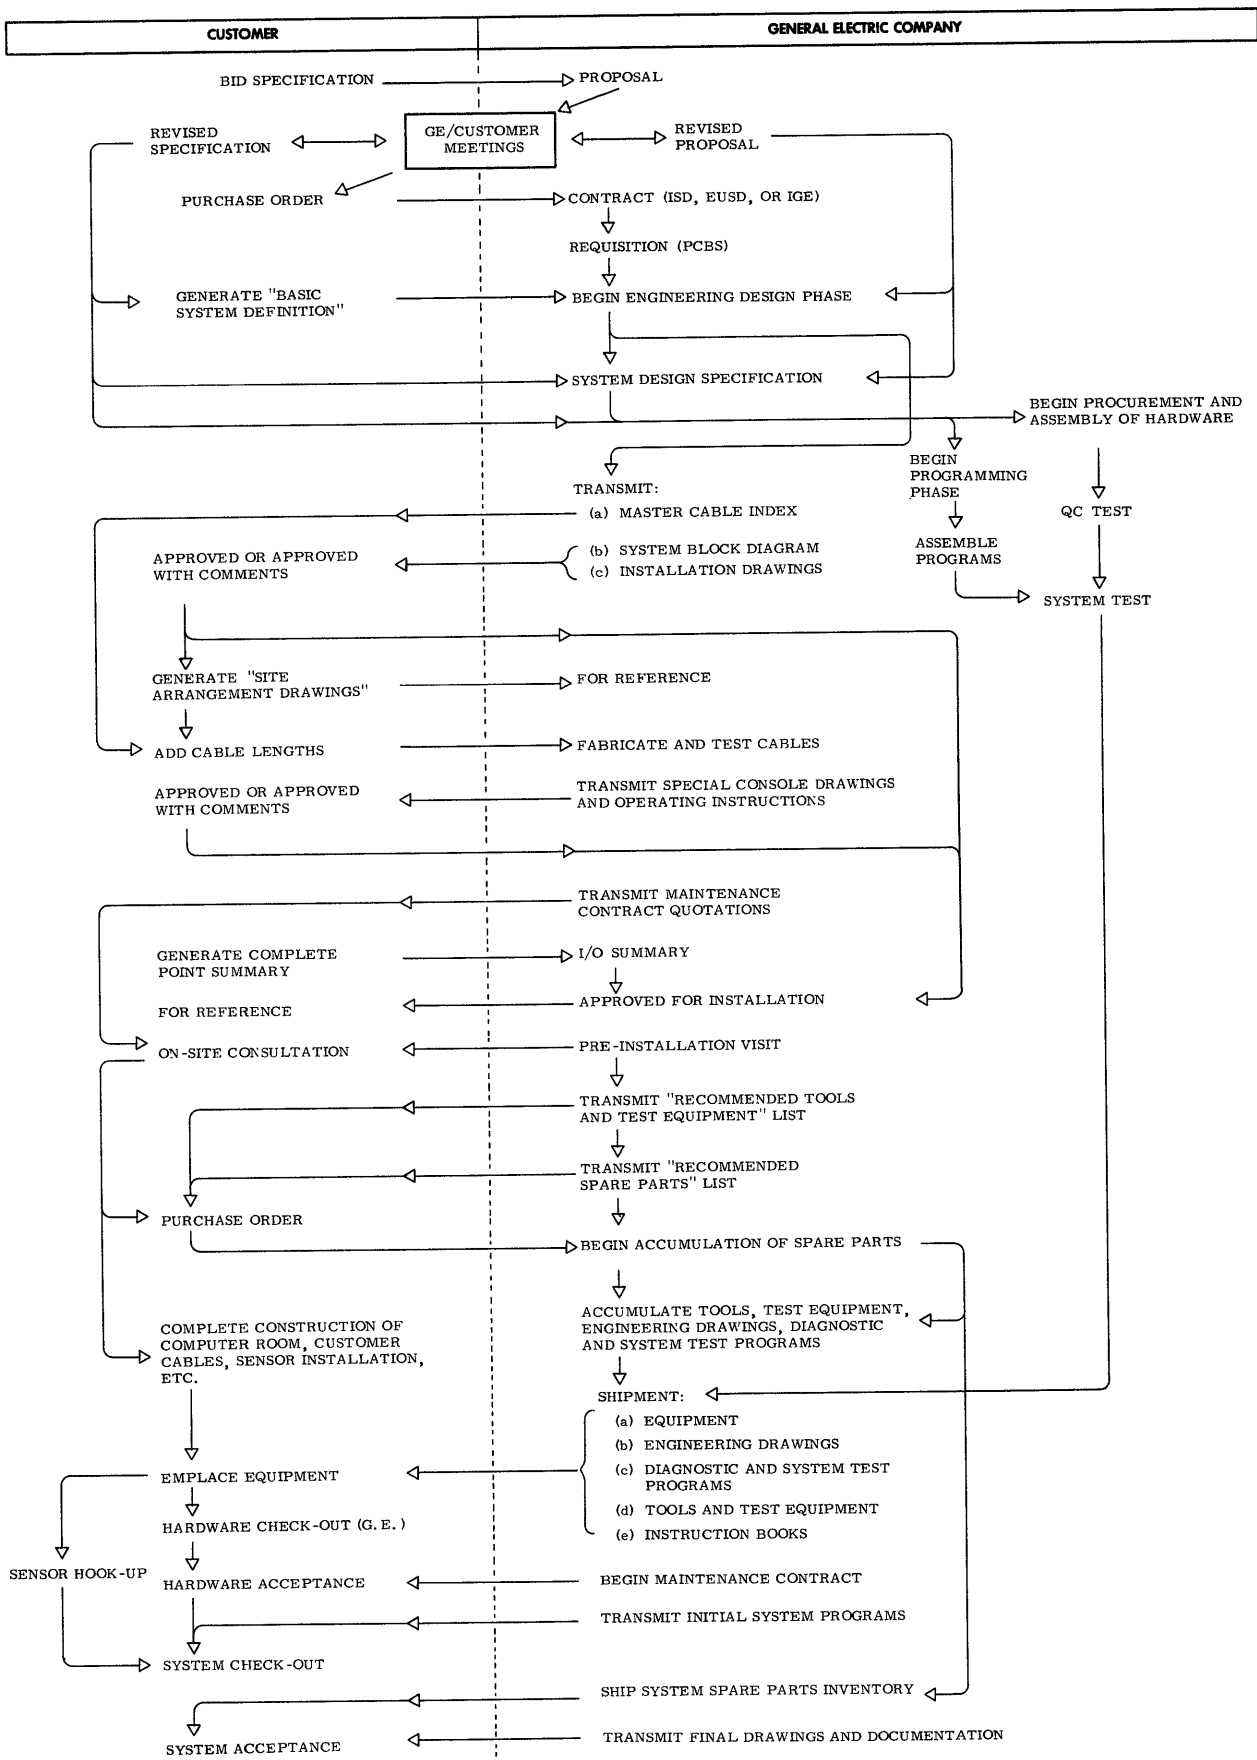 CUSTOMER
GENERAL ELECTRIC COMPANY
BID SPECIFICATION
PROPOSAL
REVISED
SPECIFICATION
GE/CUSTOMER
MEETINGS
REVISED
PROPOSAL
PURCHASE ORDER
CONTRACT (ISD, EUSD, OR IGE)
REQUISITION (PCBS)
GENERATE "BASIC
SYSTEM DEFINITION"
BEGIN ENGINEERING DESIGN PHASE
SYSTEM DESIGN SPECIFICATION
BEGIN PROCUREMENT AND
ASSEMBLY OF HARDWARE
BEGIN
PROGRAMMING
PHASE
TRANSMIT:
(a) MASTER CABLE INDEX
QC TEST
APPROVED OR APPROVED
WITH COMMENTS
(b) SYSTEM BLOCK DIAGRAM
(c) INSTALLATION DRAWINGS
ASSEMBLE
PROGRAMS
SYSTEM TEST
GENERATE "SITE
ARRANGEMENT DRAWINGS"
FOR REFERENCE
ADD CABLE LENGTHS
FABRICATE AND TEST CABLES
APPROVED OR APPROVED
WITH COMMENTS
TRANSMIT SPECIAL CONSOLE DRAWINGS
AND OPERATING INSTRUCTIONS
TRANSMIT MAINTENANCE
CONTRACT QUOTATIONS
GENERATE COMPLETE
POINT SUMMARY
I/O SUMMARY
FOR REFERENCE
APPROVED FOR INSTALLATION
ON-SITE CONSULTATION
PRE-INSTALLATION VISIT
TRANSMIT "RECOMMENDED TOOLS
AND TEST EQUIPMENT" LIST
TRANSMIT "RECOMMENDED
SPARE PARTS" LIST
PURCHASE ORDER
BEGIN ACCUMULATION OF SPARE PARTS
ACCUMULATE TOOLS, TEST EQUIPMENT,
ENGINEERING DRAWINGS, DIAGNOSTIC
AND SYSTEM TEST PROGRAMS
COMPLETE CONSTRUCTION OF
COMPUTER ROOM, CUSTOMER
CABLES, SENSOR INSTALLATION,
ETC.
SHIPMENT:
(a) EQUIPMENT
(b) ENGINEERING DRAWINGS
(c) DIAGNOSTIC AND SYSTEM TEST
PROGRAMS
(d) TOOLS AND TEST EQUIPMENT
(e) INSTRUCTION BOOKS
EMPLACE EQUIPMENT
HARDWARE CHECK-OUT (G.E.)
SENSOR HOOK-UP
HARDWARE ACCEPTANCE
BEGIN MAINTENANCE CONTRACT
TRANSMIT INITIAL SYSTEM PROGRAMS
SYSTEM CHECK-OUT
SHIP SYSTEM SPARE PARTS INVENTORY
SYSTEM ACCEPTANCE
TRANSMIT FINAL DRAWINGS AND DOCUMENTATION